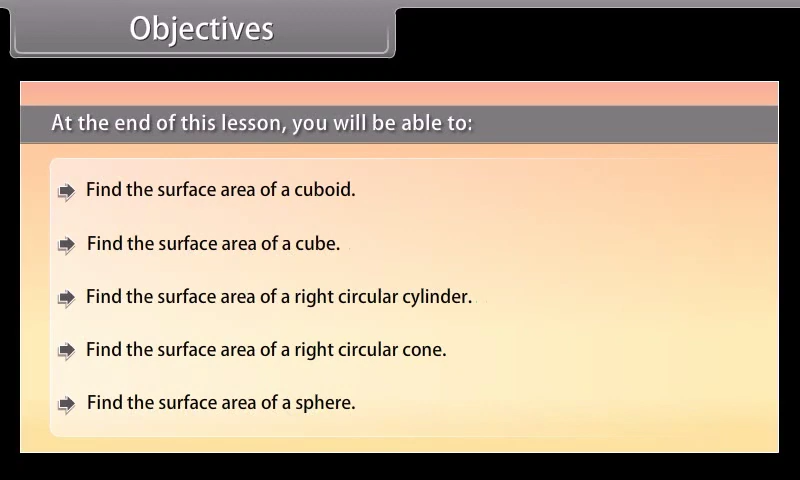 Objectives
At the end of this lesson, you will be able to:
Find the surface area of a cuboid.
Find the surface area of a cube.
Find the surface area of a right circular cylinder.
Find the surface area of a right circular cone.
Find the surface area of a sphere.